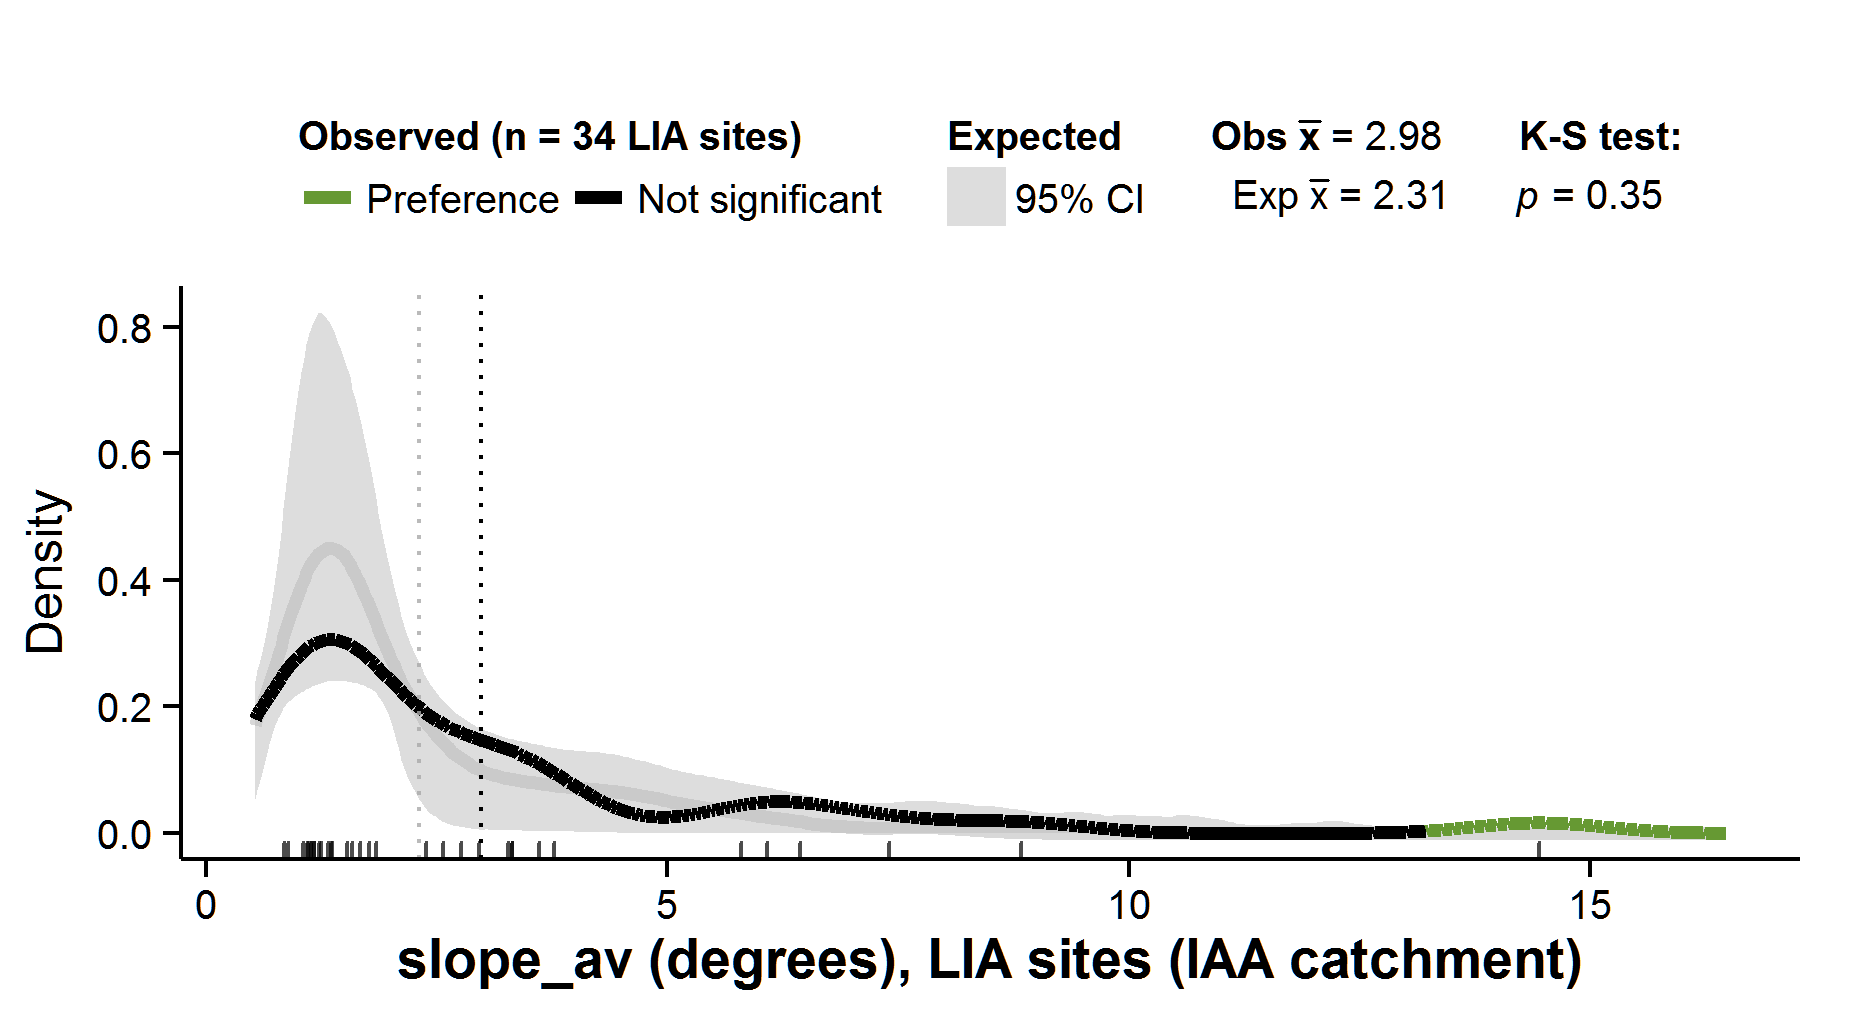 Observed (n = 34 LIA sites) Expected Obs x̅ = 2.98 K-S test:
Preference Not significant 95% CI Exp x̅ = 2.31 p = 0.35
0.8
0.6
0.4
0.2
0.0
Density
0 5 10 15
slope_av (degrees), LIA sites (IAA catchment)